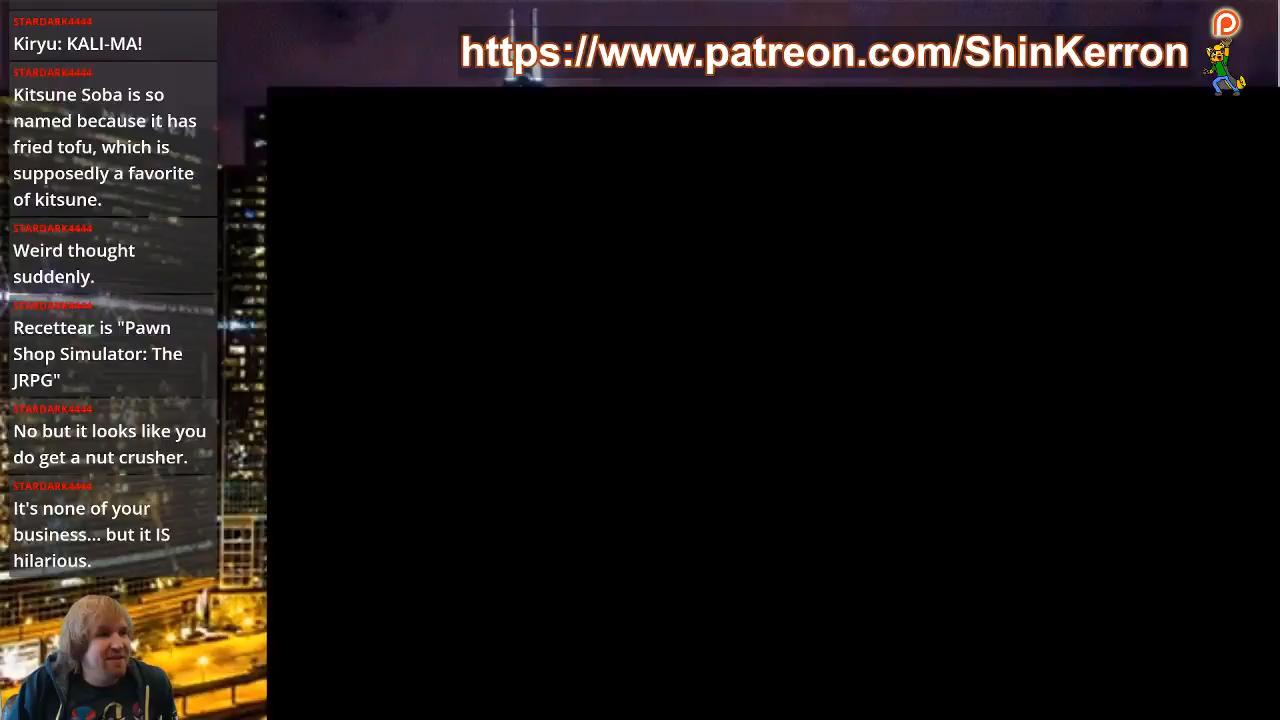 STARDARK4444
Kiryu: KALI-MA!
STARDARK4444
Kitsune Soba is so
named because it has
fried tofu, which is
supposedly a favorite
of kitsune.
STARDARK4444
Weird thought
suddenly.
STARDARK4444
Recettear is "Pawn
Shop Simulator: The
JRPG"
STARDARK4444
No but it looks like you
do get a nut crusher.
STARDARK4444
It's none of your
business... but it IS
hilarious.
https://www.patreon.com/ShinKerron